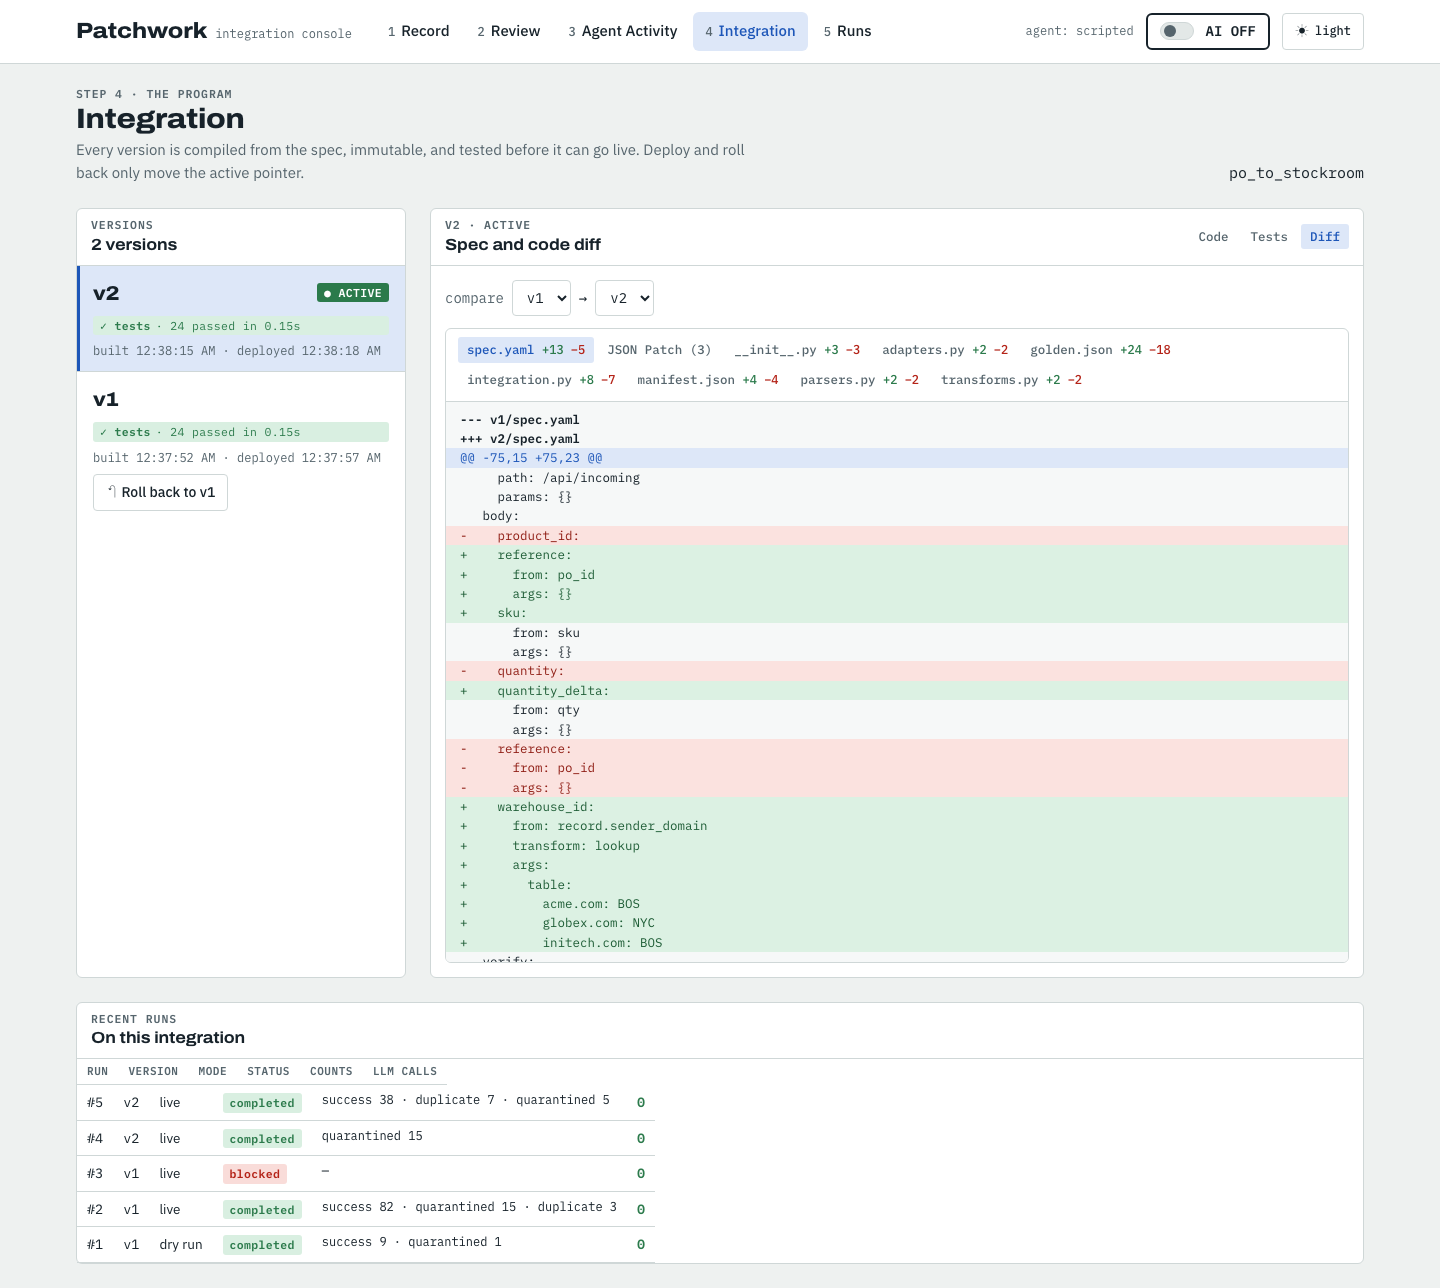 Patchwork integration console
1 Record
2 Review
3 Agent Activity
4 Integration
5 Runs
agent: scripted
AI OFF
☀ light
STEP 4 · THE PROGRAM
Integration
Every version is compiled from the spec, immutable, and tested before it can go live. Deploy and roll
back only move the active pointer.
po_to_stockroom
VERSIONS
2 versions
v2
● ACTIVE
✓ tests · 24 passed in 0.15s
built 12:38:15 AM · deployed 12:38:18 AM
v1
✓ tests · 24 passed in 0.15s
built 12:37:52 AM · deployed 12:37:57 AM
Roll back to v1
V2 · ACTIVE
Spec and code diff
Code
Tests
Diff
compare v1 → v2
spec.yaml +13 −5 JSON Patch (3) __init__.py +3 −3 adapters.py +2 −2 golden.json +24 −18
integration.py +8 −7 manifest.json +4 −4 parsers.py +2 −2 transforms.py +2 −2
--- v1/spec.yaml
+++ v2/spec.yaml
@@ -75,15 +75,23 @@
     path: /api/incoming
     params: {}
   body:
-    product_id:
+    reference:
+      from: po_id
+      args: {}
+    sku:
       from: sku
       args: {}
-    quantity:
+    quantity_delta:
       from: qty
       args: {}
-    reference:
-      from: po_id
-      args: {}
+    warehouse_id:
+      from: record.sender_domain
+      transform: lookup
+      args:
+        table:
+          acme.com: BOS
+          globex.com: NYC
+          initech.com: BOS
   verify:
RECENT RUNS
On this integration
RUN VERSION MODE STATUS COUNTS LLM CALLS
#5 v2 live completed success 38 · duplicate 7 · quarantined 5 0
#4 v2 live completed quarantined 15 0
#3 v1 live blocked — 0
#2 v1 live completed success 82 · quarantined 15 · duplicate 3 0
#1 v1 dry run completed success 9 · quarantined 1 0